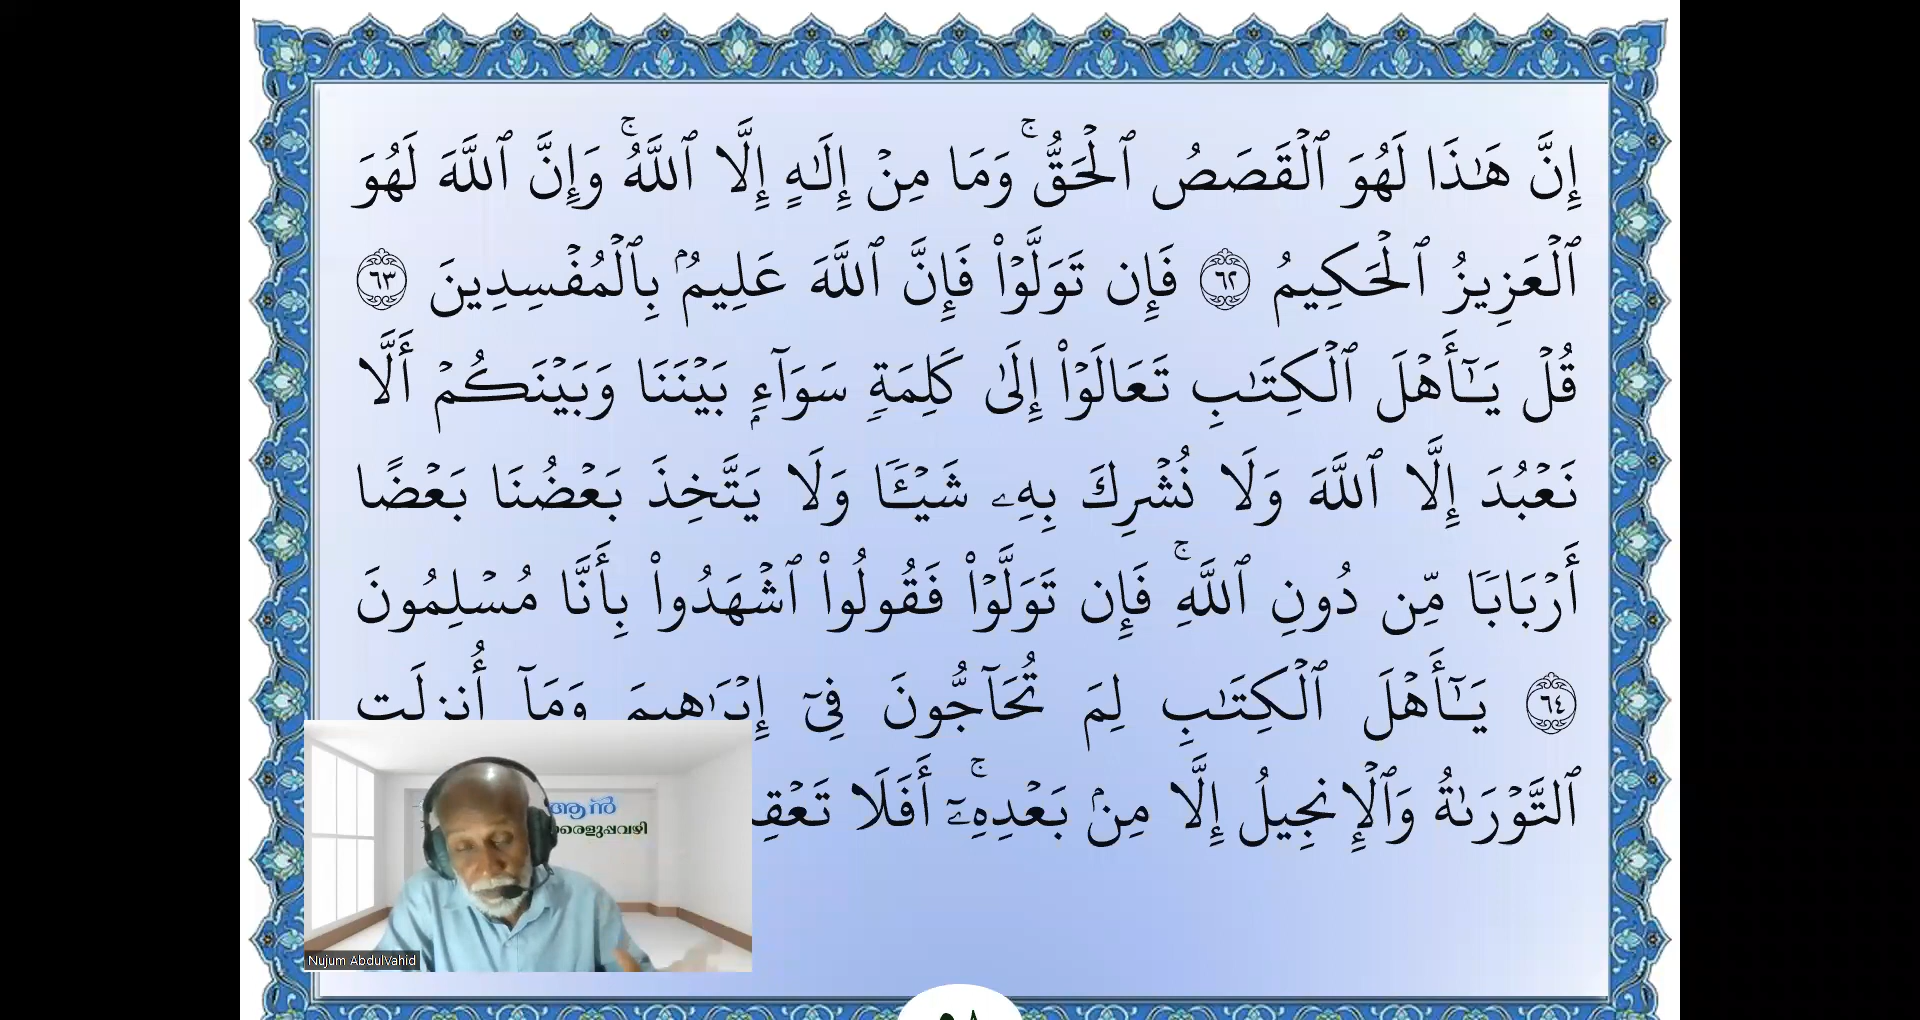 إِنَّ هَـٰذَا لَهُوَ ٱلۡقَصَصُ ٱلۡحَقُّۚ وَمَا مِنۡ إِلَـٰهٍ إِلَّا ٱللَّهُۚ وَإِنَّ ٱللَّهَ لَهُوَ
ٱلۡعَزِيزُ ٱلۡحَكِيمُ ٦٢ فَإِن تَوَلَّوۡاْ فَإِنَّ ٱللَّهَ عَلِيمُۢ بِٱلۡمُفۡسِدِينَ ٦٣
قُلۡ يَـٰٓأَهۡلَ ٱلۡكِتَـٰبِ تَعَالَوۡاْ إِلَىٰ كَلِمَةٖ سَوَآءِۭ بَيۡنَنَا وَبَيۡنَكُمۡ أَلَّا
نَعۡبُدَ إِلَّا ٱللَّهَ وَلَا نُشۡرِكَ بِهِۦ شَيۡـٔٗا وَلَا يَتَّخِذَ بَعۡضُنَا بَعۡضًا
أَرۡبَابٗا مِّن دُونِ ٱللَّهِۚ فَإِن تَوَلَّوۡاْ فَقُولُواْ ٱشۡهَدُواْ بِأَنَّا مُسۡلِمُونَ
٦٤ يَـٰٓأَهۡلَ ٱلۡكِتَـٰبِ لِمَ تُحَآجُّونَ فِيٓ إِبۡرَٰهِيمَ وَمَآ أُنزِلَتِ
ٱلتَّوۡرَىٰةُ وَٱلۡإِنجِيلُ إِلَّا مِنۢ بَعۡدِهِۦٓۚ أَفَلَا
Nujum AbdulVahid